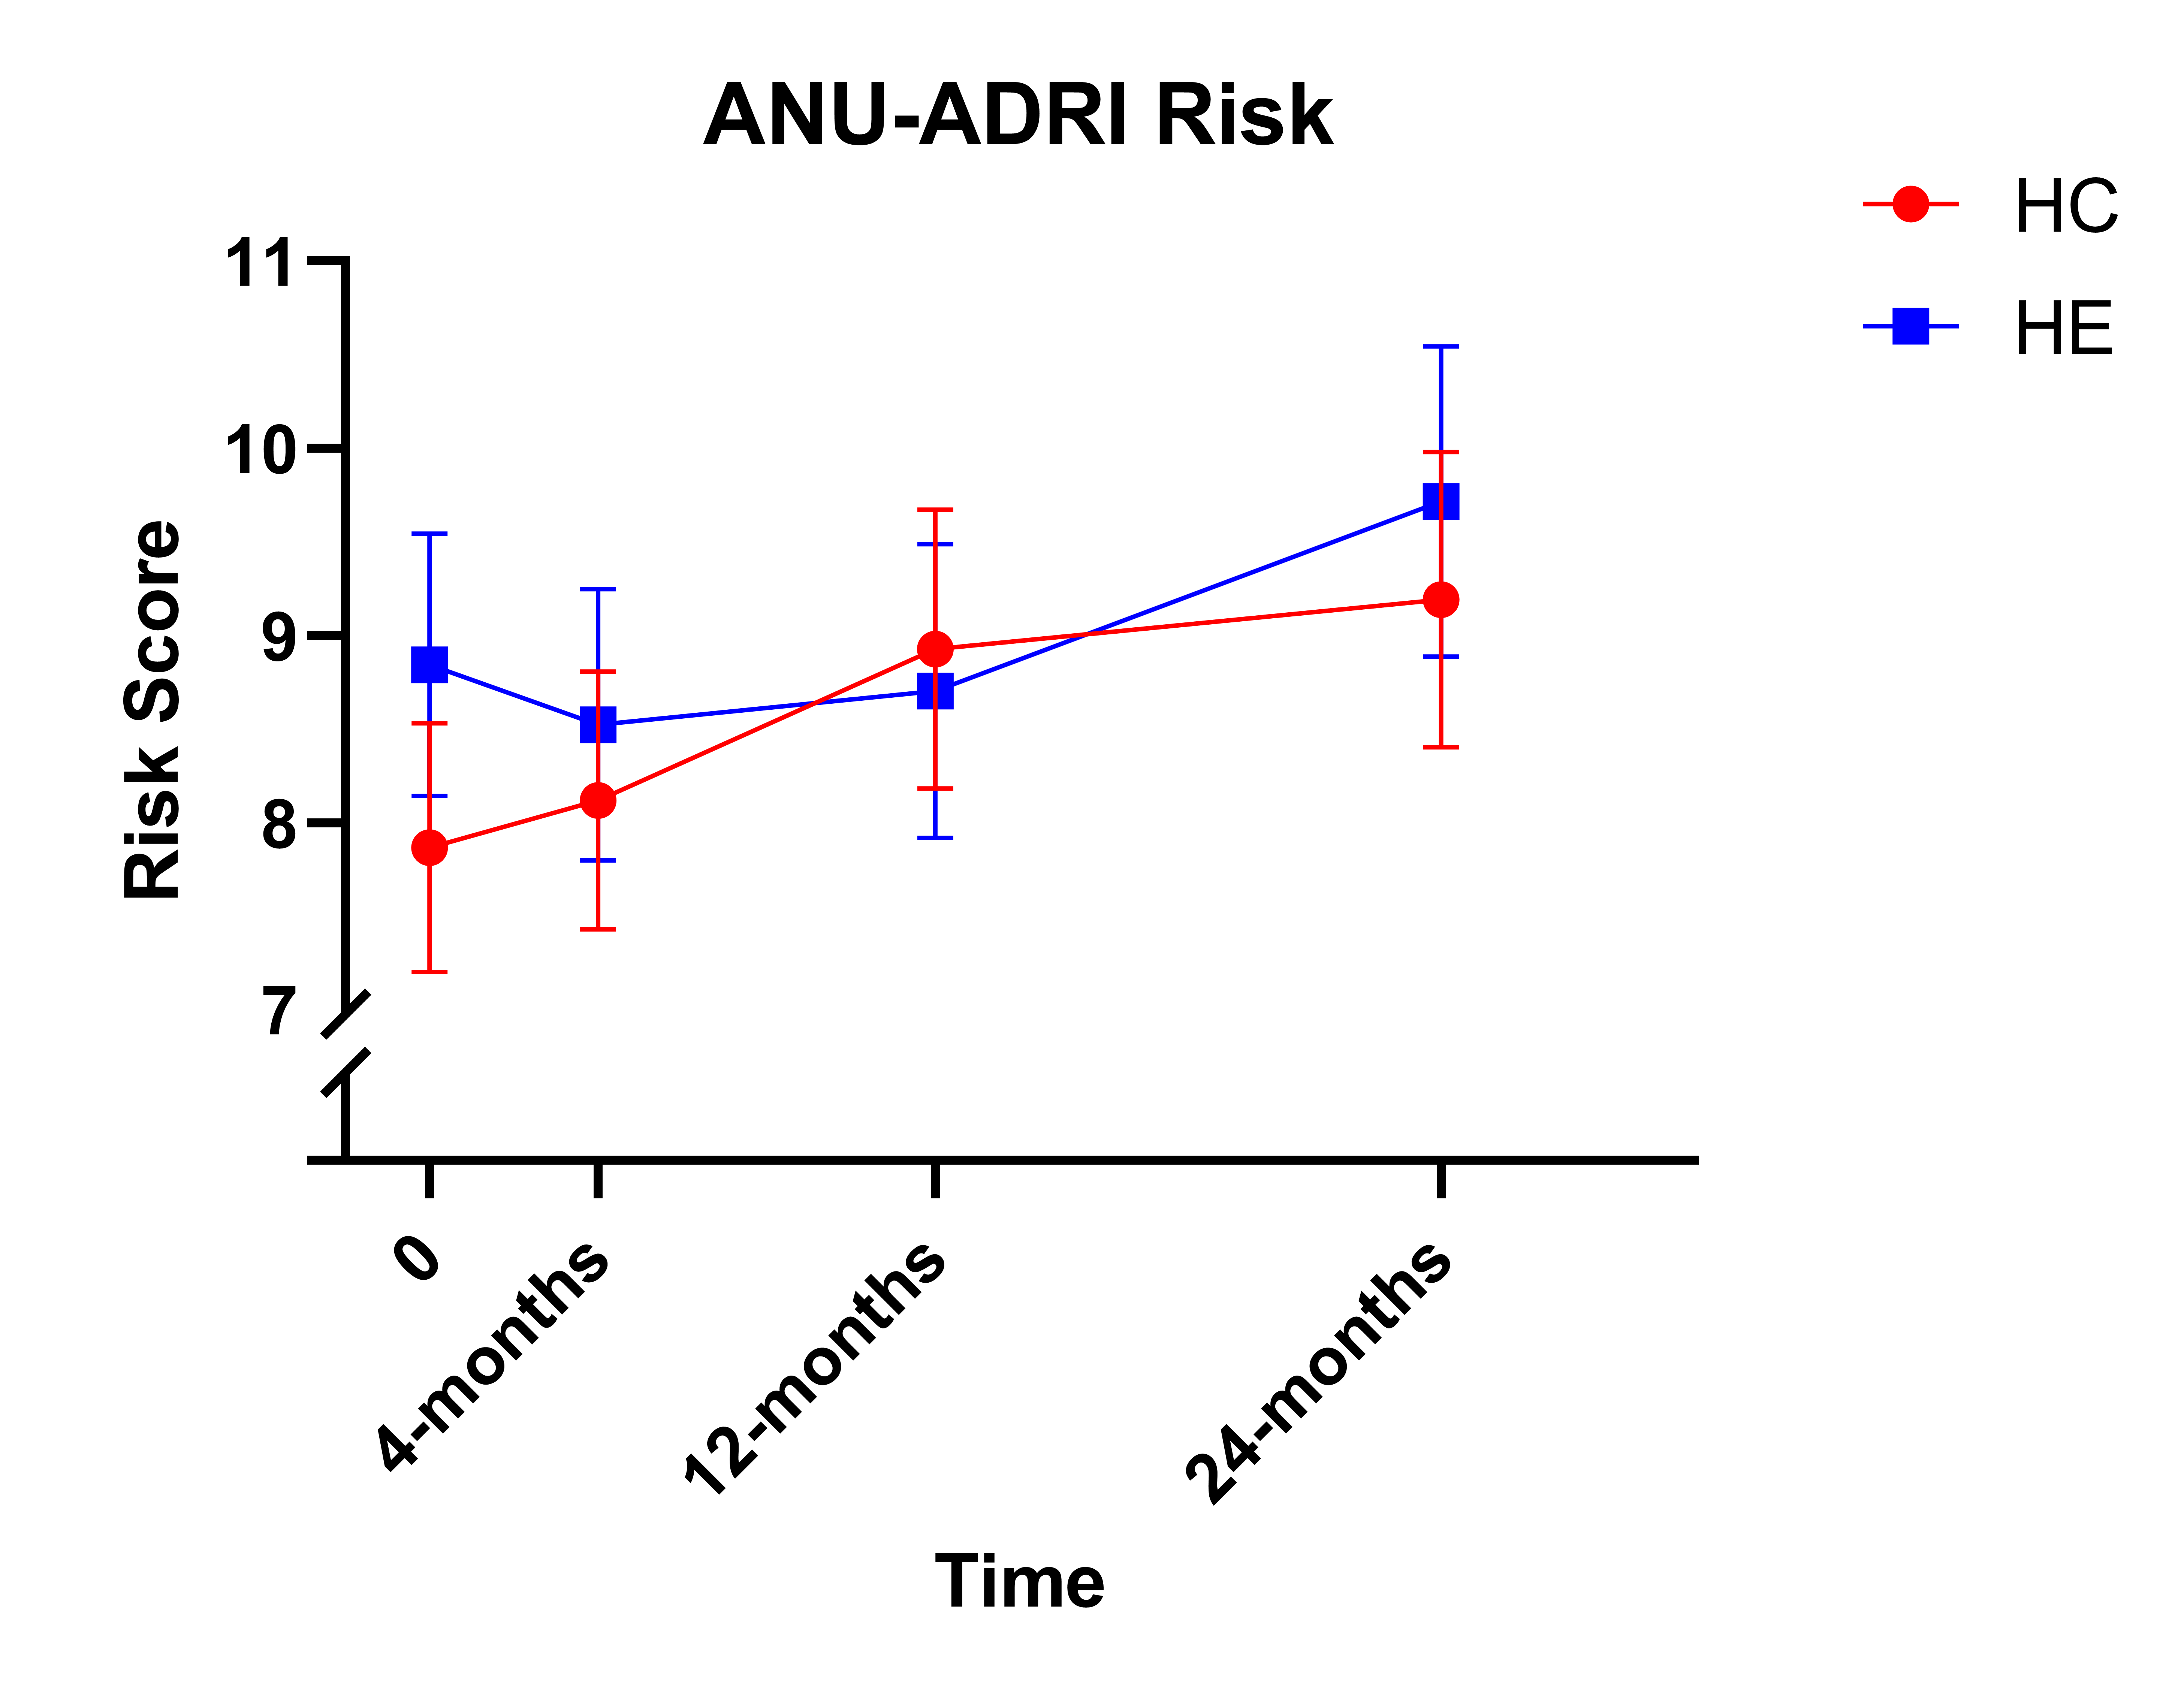 ANU-ADRI Risk
HC
HE
11
10
9
8
7
Risk Score
0
4-months
12-months
24-months
Time